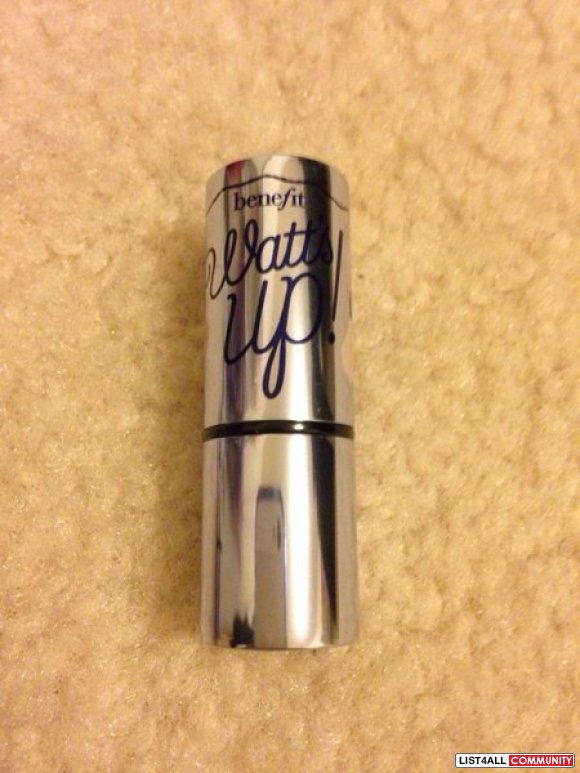 benefit
Watt's
up!
LIST4ALL COMMUNITY